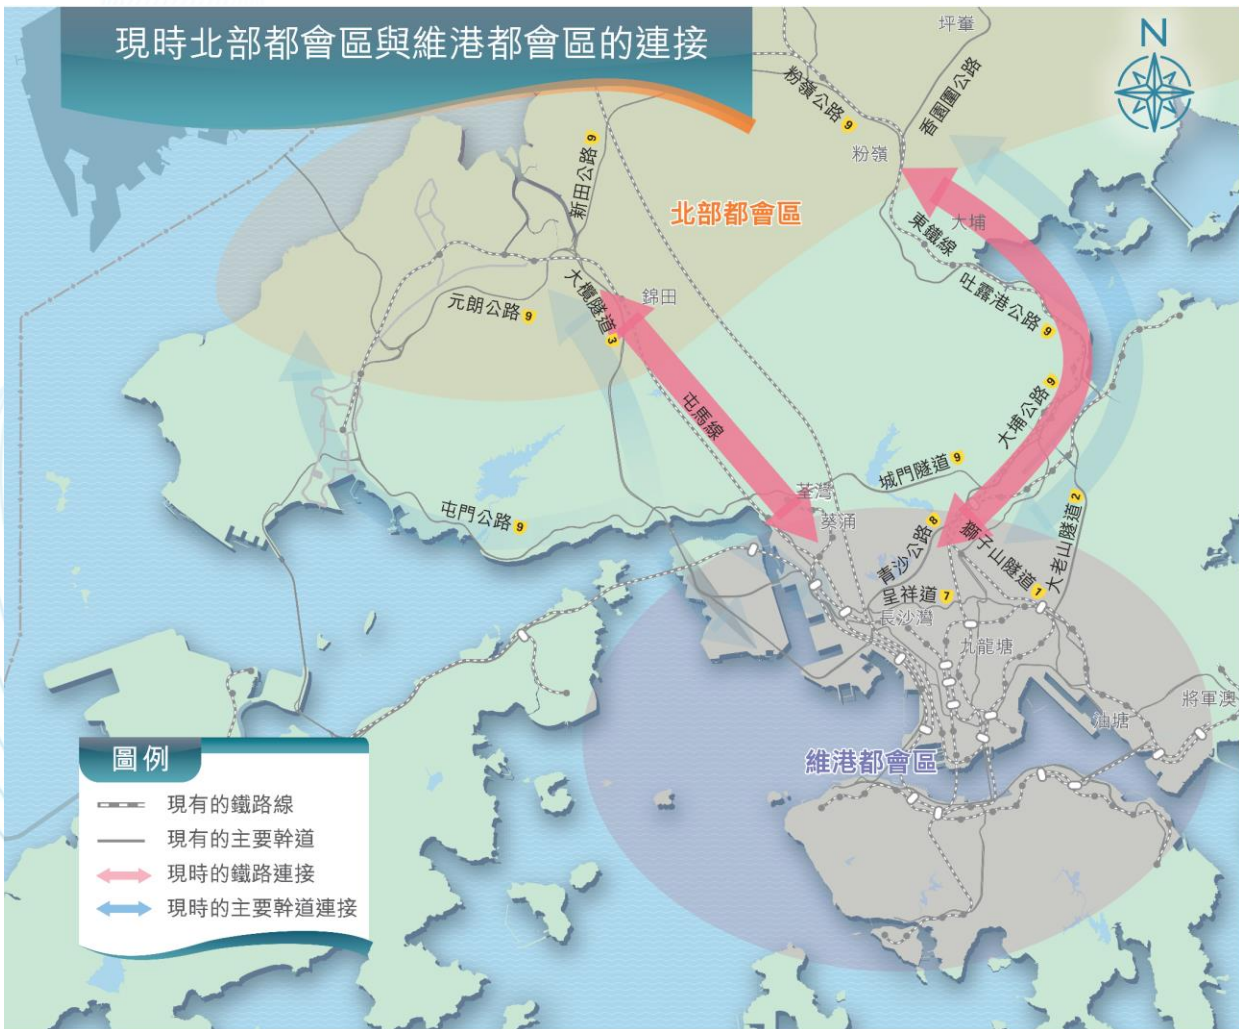 現時北部都會區與維港都會區的連接
N
坪輋
粉嶺公路 9
香園圍公路
粉嶺
新田公路 9
北部都會區
東鐵線
大埔
吐露港公路 9
元朗公路 9
大欖隧道 3
錦田
屯馬線
大埔公路 9
城門隧道 9
荃灣
葵涌
屯門公路 9
青沙公路 8
獅子山隧道 1
大老山隧道 2
呈祥道 7
長沙灣
九龍塘
將軍澳
油塘
維港都會區
圖例
現有的鐵路線
現有的主要幹道
現時的鐵路連接
現時的主要幹道連接